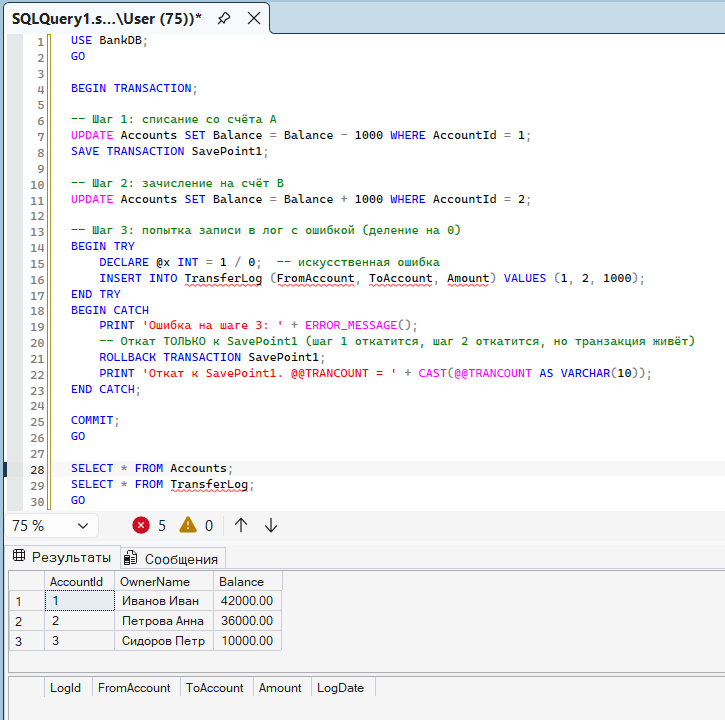 SQLQuery1.s...\User (75))*
1 USE BankDB;
2 GO
3
4 BEGIN TRANSACTION;
5
6 -- Шаг 1: списание со счёта A
7 UPDATE Accounts SET Balance = Balance - 1000 WHERE AccountId = 1;
8 SAVE TRANSACTION SavePoint1;
9
10 -- Шаг 2: зачисление на счёт B
11 UPDATE Accounts SET Balance = Balance + 1000 WHERE AccountId = 2;
12
13 -- Шаг 3: попытка записи в лог с ошибкой (деление на 0)
14 BEGIN TRY
15 DECLARE @x INT = 1 / 0; -- искусственная ошибка
16 INSERT INTO TransferLog (FromAccount, ToAccount, Amount) VALUES (1, 2, 1000);
17 END TRY
18 BEGIN CATCH
19 PRINT 'Ошибка на шаге 3: ' + ERROR_MESSAGE();
20 -- Откат ТОЛЬКО к SavePoint1 (шаг 1 откатится, шаг 2 откатится, но транзакция живёт)
21 ROLLBACK TRANSACTION SavePoint1;
22 PRINT 'Откат к SavePoint1. @@TRANCOUNT = ' + CAST(@@TRANCOUNT AS VARCHAR(10));
23 END CATCH;
24
25 COMMIT;
26 GO
27
28 SELECT * FROM Accounts;
29 SELECT * FROM TransferLog;
30 GO
75 % 5 0
Результаты Сообщения
AccountId OwnerName Balance
1 1 Иванов Иван 42000.00
2 2 Петрова Анна 36000.00
3 3 Сидоров Петр 10000.00
LogId FromAccount ToAccount Amount LogDate